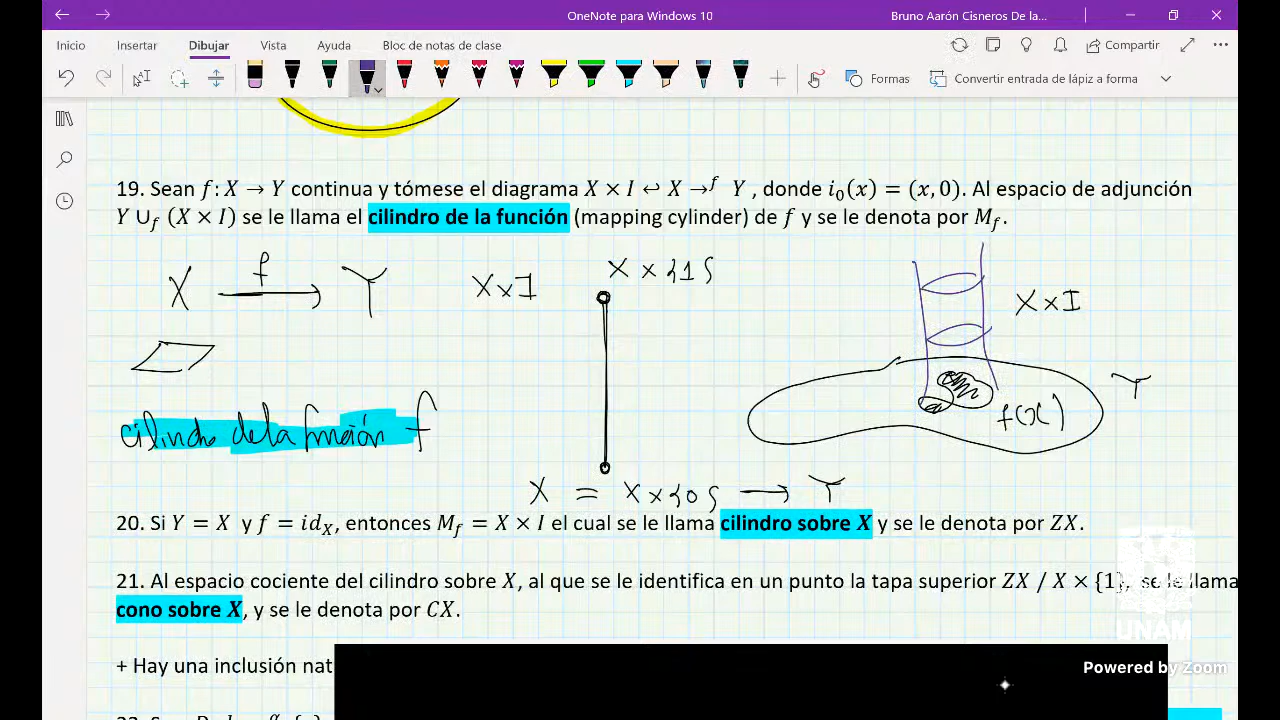 OneNote para Windows 10
Bruno Aarón Cisneros De la...
Inicio Insertar Dibujar Vista Ayuda Bloc de notas de clase Compartir
Formas Convertir entrada de lápiz a forma
19. Sean f: X → Y continua y tómese el diagrama X × I ↩ X →ᶠ Y , donde i₀(x) = (x, 0). Al espacio de adjunción
Y ∪f (X × I) se le llama el cilindro de la función (mapping cylinder) de f y se le denota por Mf.
X f Y
X×I
X × {1}
X×I
Y
f(X)
cilindro de la función f
X = X×{0} → Y
20. Si Y = X y f = idX, entonces Mf = X × I el cual se le llama cilindro sobre X y se le denota por ZX.
21. Al espacio cociente del cilindro sobre X, al que se le identifica en un punto la tapa superior ZX / X × {1}, se le llama
cono sobre X, y se le denota por CX.
UNAM
+ Hay una inclusión nat
Powered by Zoom